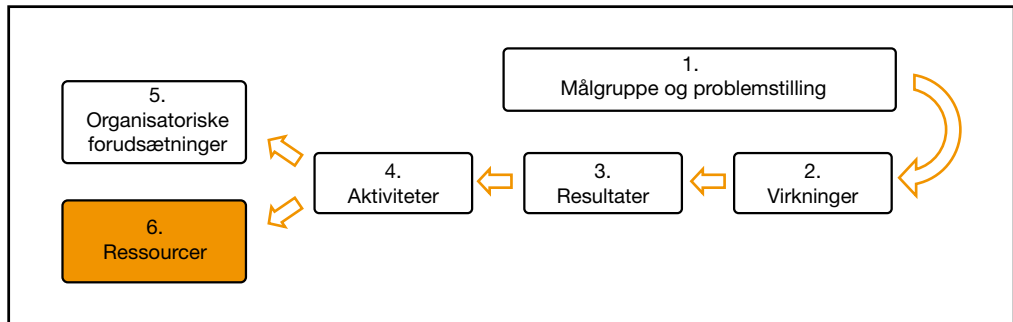 1.
Målgruppe og problemstilling
2.
Virkninger
3.
Resultater
4.
Aktiviteter
5.
Organisatoriske
forudsætninger
6.
Ressourcer